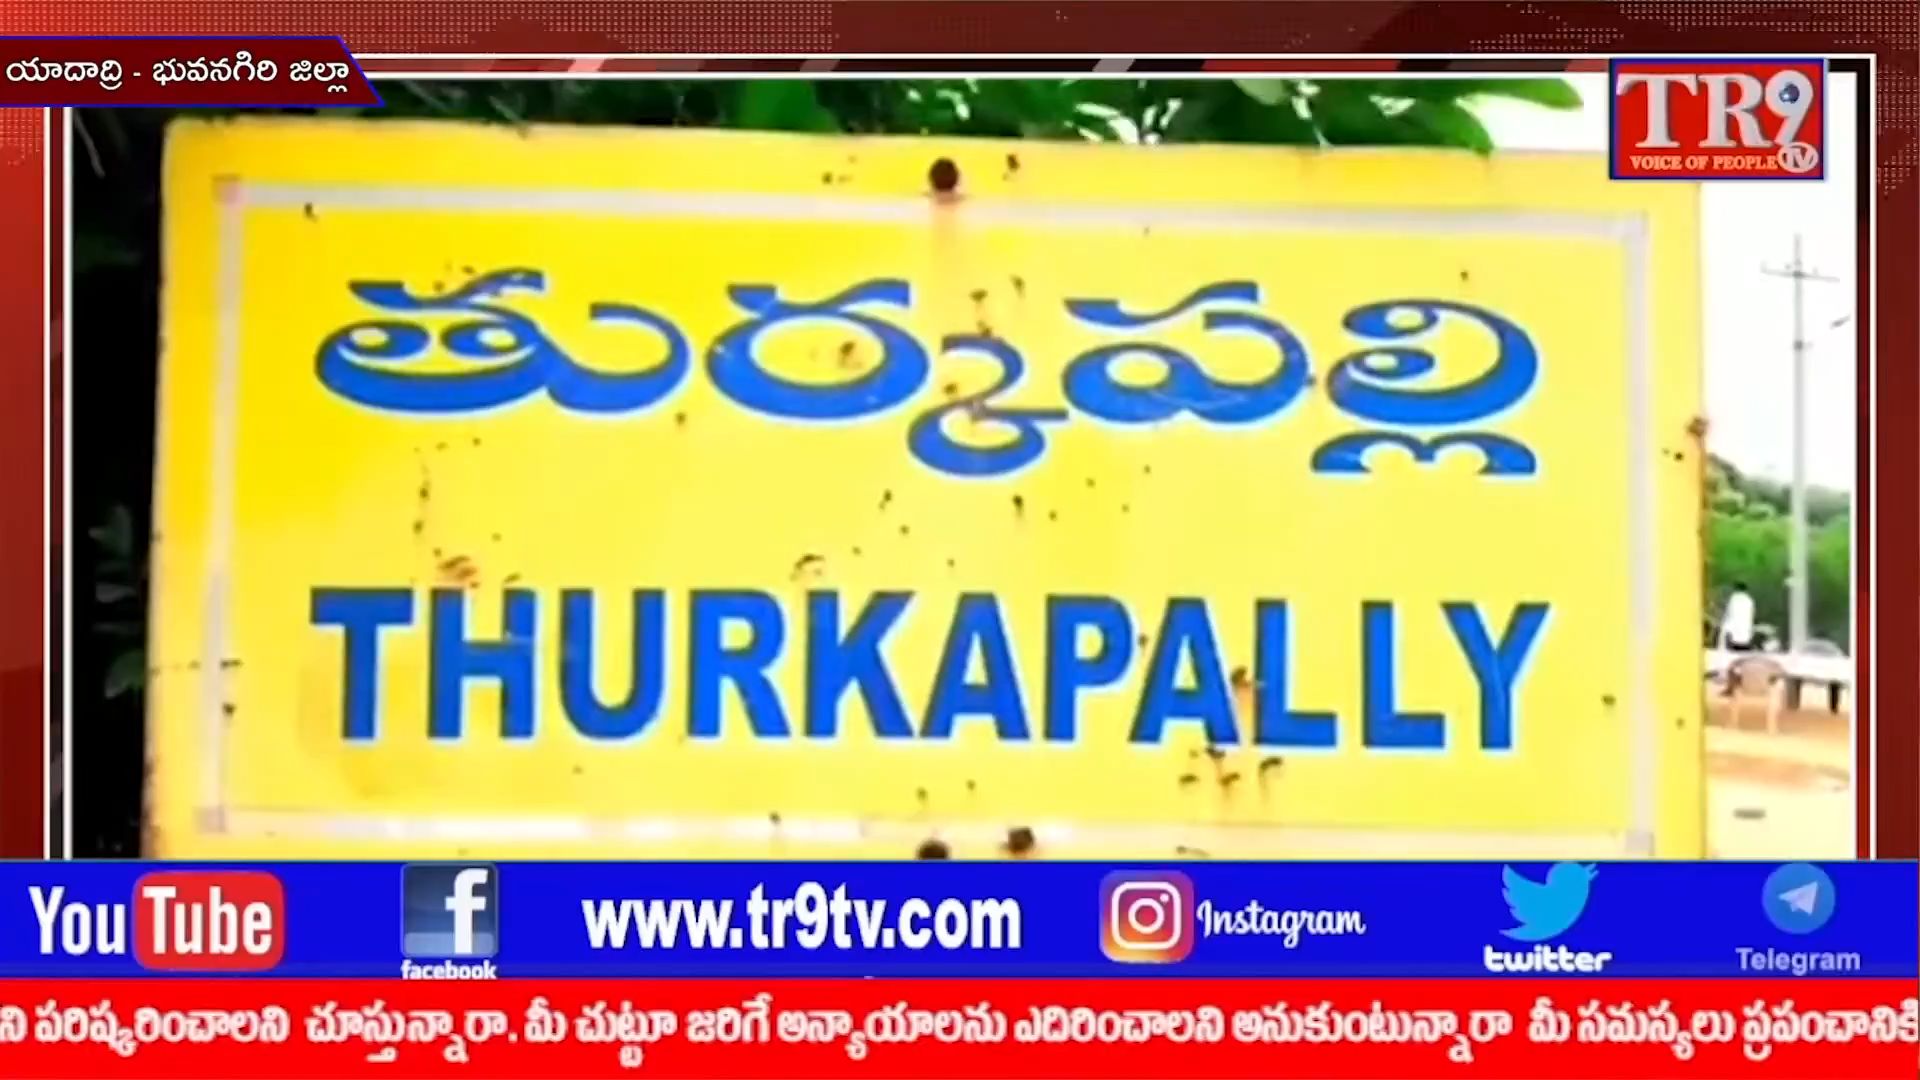 యాదాద్రి - భువనగిరి జిల్లా
TR9
TV
VOICE OF PEOPLE
తుర్కపల్లి
THURKAPALLY
YouTube
facebook
www.tr9tv.com
Instagram
twitter
Telegram
ని పరిష్కరించాలని చూస్తున్నారా. మీ చుట్టూ జరిగే అన్యాయాలను ఎదిరించాలని అనుకుంటున్నారా మీ సమస్యలు ప్రపంచానికి